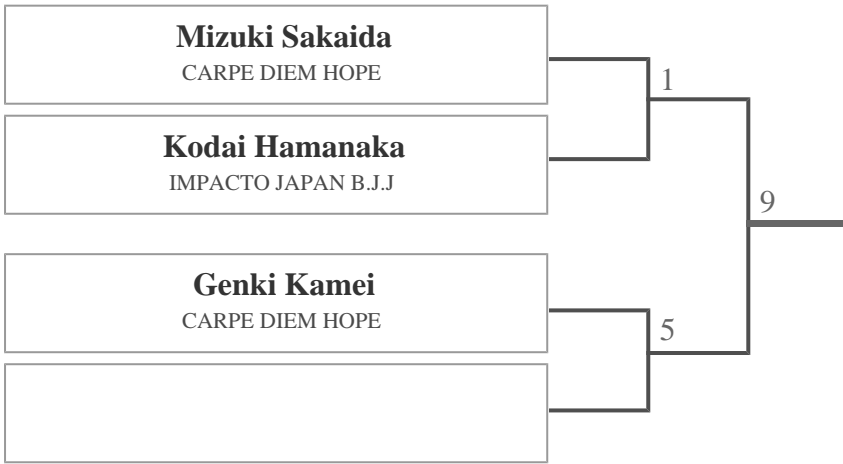 Mizuki Sakaida
CARPE DIEM HOPE
1
Kodai Hamanaka
IMPACTO JAPAN B.J.J
9
Genki Kamei
CARPE DIEM HOPE
5